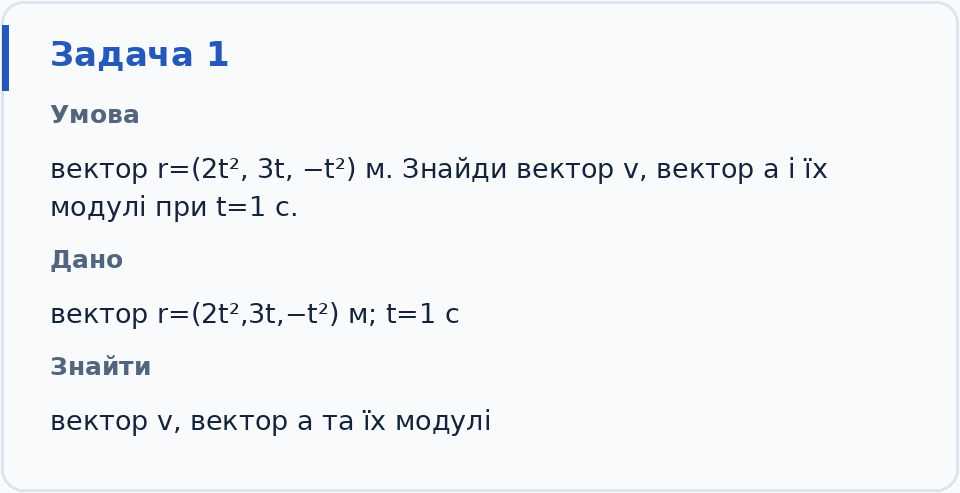 Задача 1
Умова
вектор r=(2t², 3t, −t²) м. Знайди вектор v, вектор a і їх
модулі при t=1 с.
Дано
вектор r=(2t²,3t,−t²) м; t=1 с
Знайти
вектор v, вектор a та їх модулі